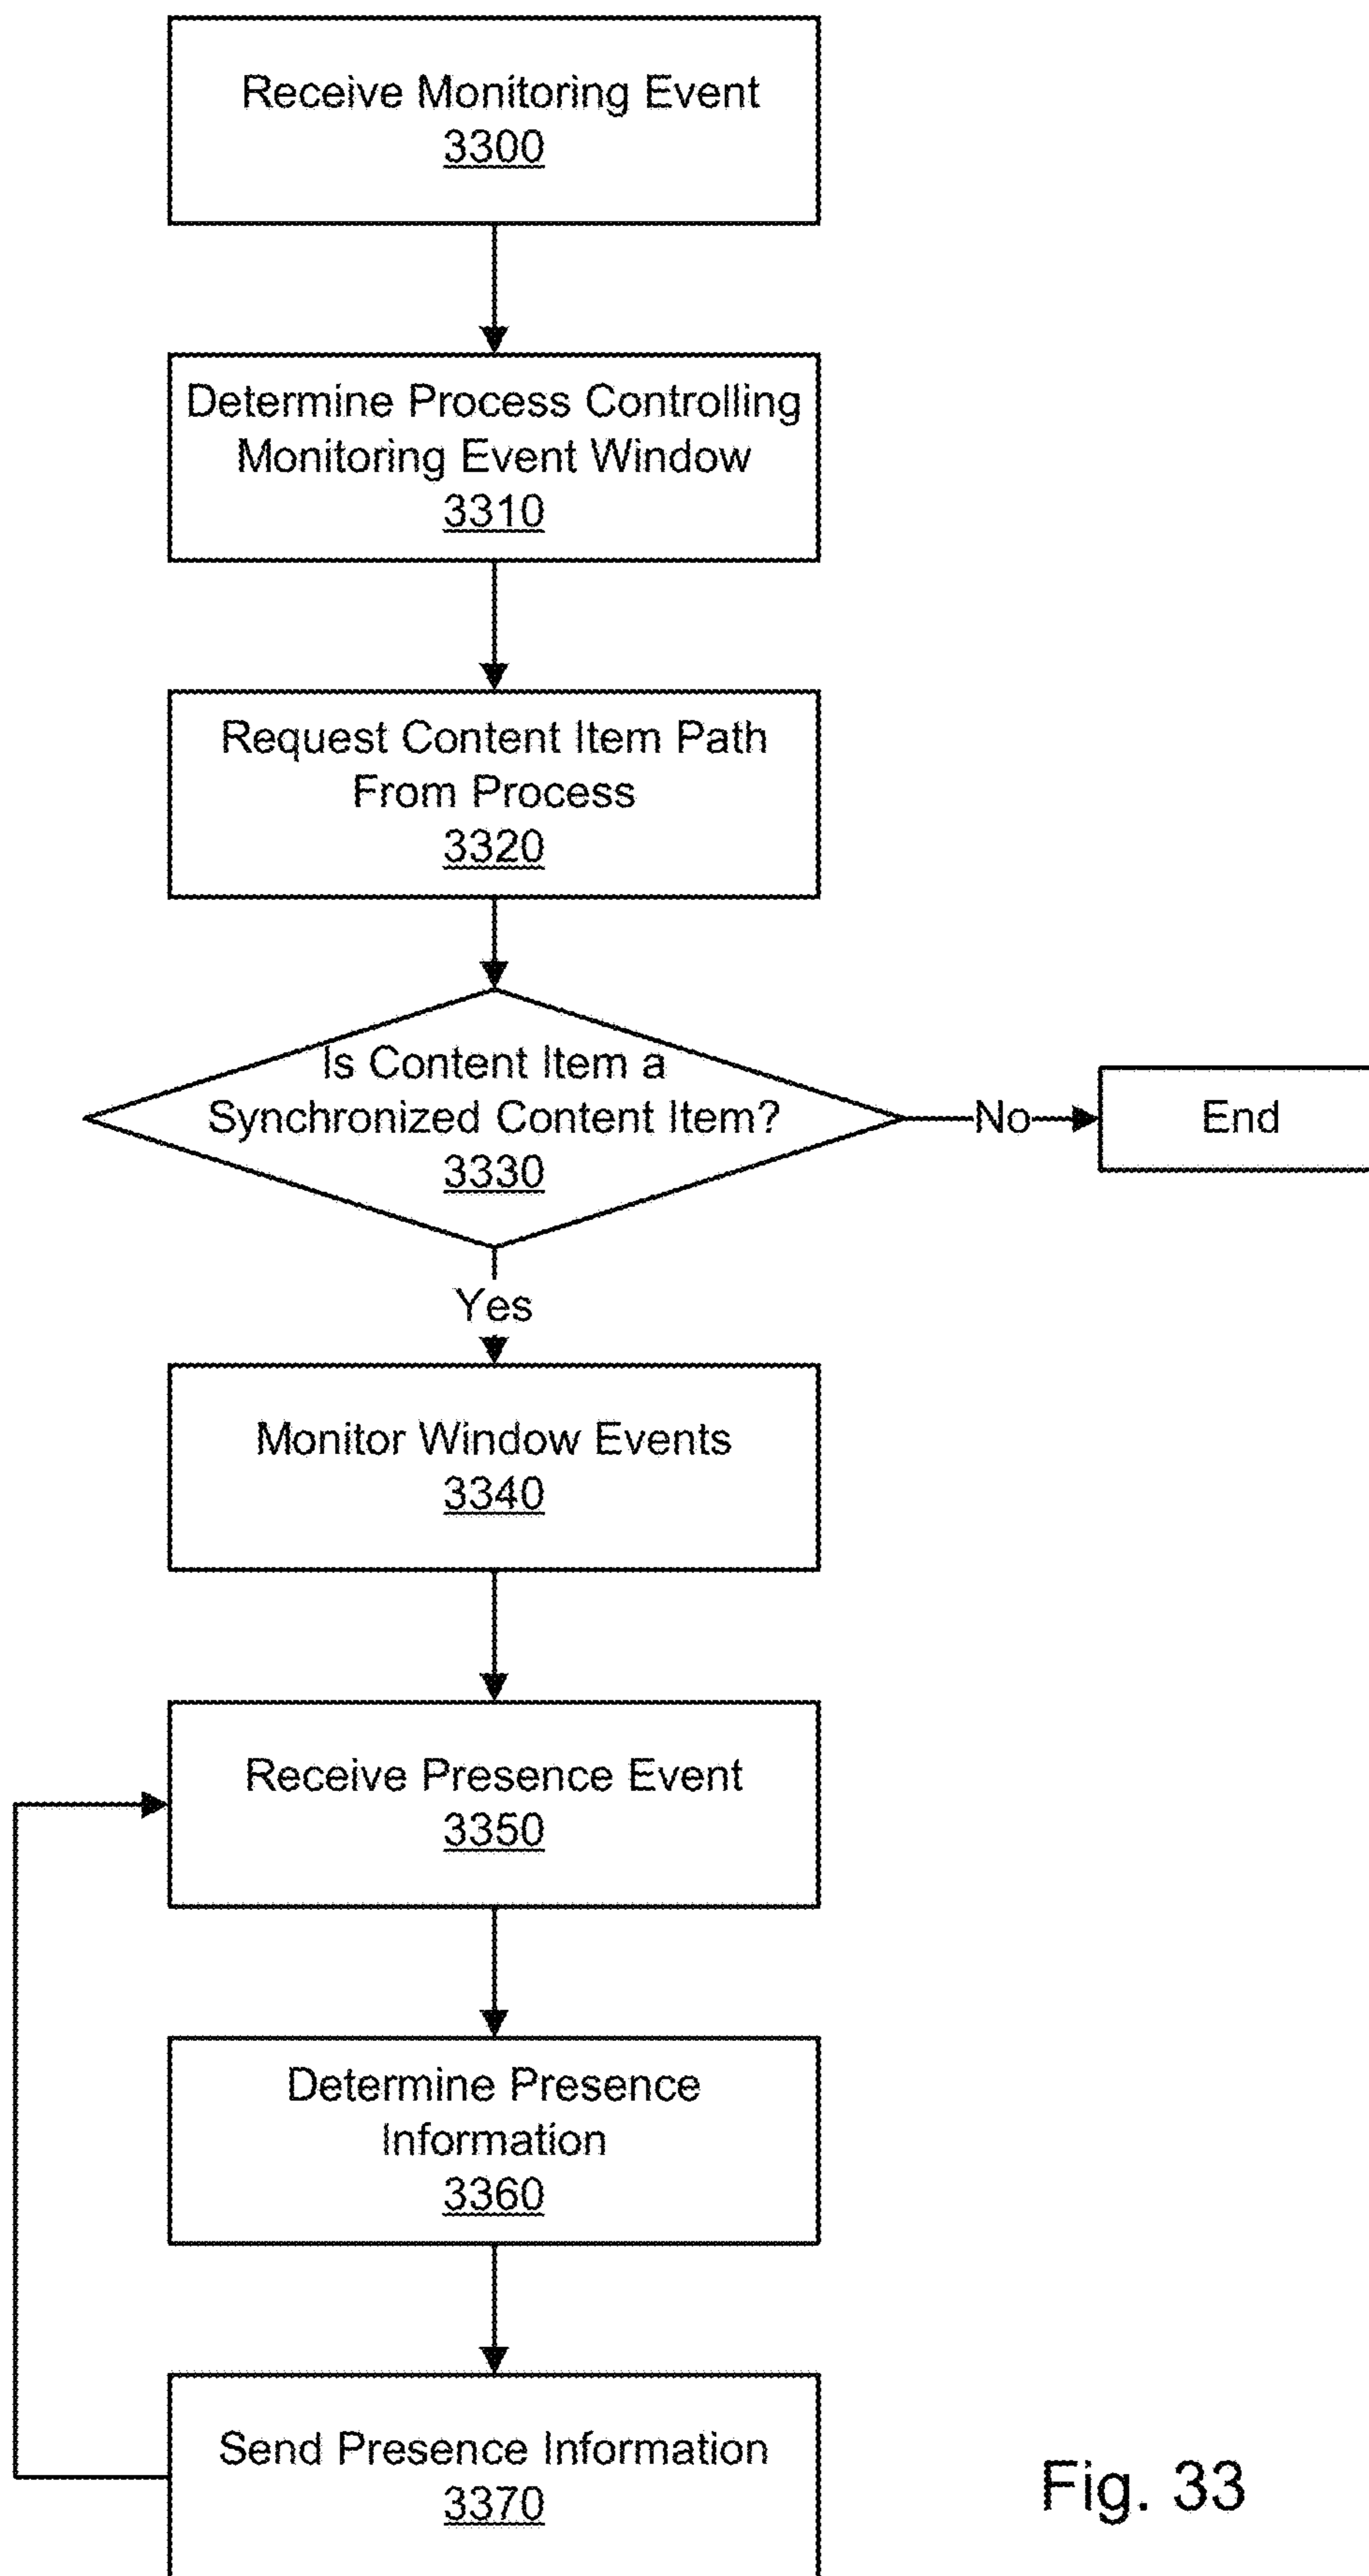 Receive Monitoring Event
3300
Determine Process Controlling
Monitoring Event Window
3310
Request Content Item Path
From Process
3320
Is Content Item a
Synchronized Content Item?
3330
No
End
Yes
Monitor Window Events
3340
Receive Presence Event
3350
Determine Presence
Information
3360
Send Presence Information
3370
Fig. 33